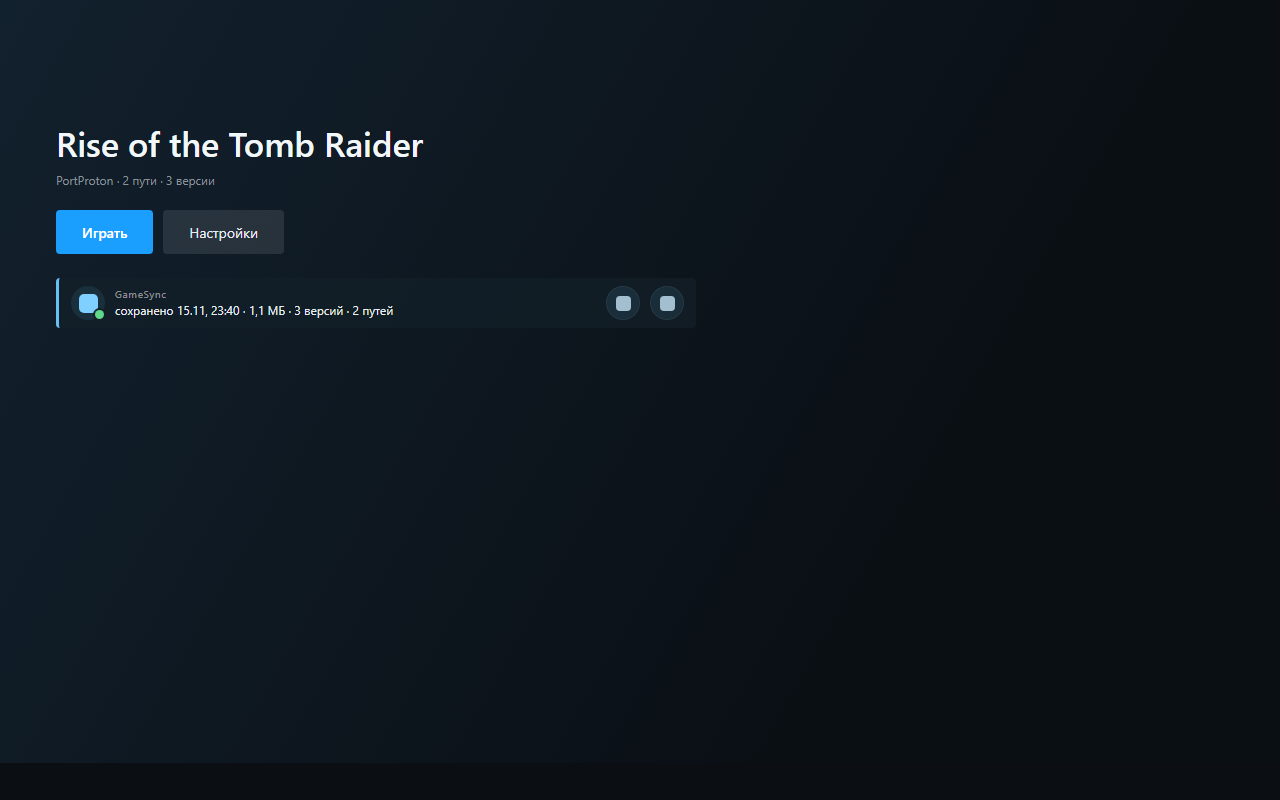 Rise of the Tomb Raider
PortProton · 2 пути · 3 версии
Играть
Настройки
GameSync
сохранено 15.11, 23:40 · 1,1 МБ · 3 версий · 2 путей